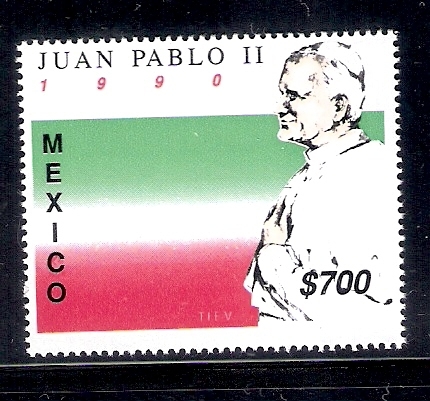 JUAN PABLO II
1990
MEXICO
$700
TIEV